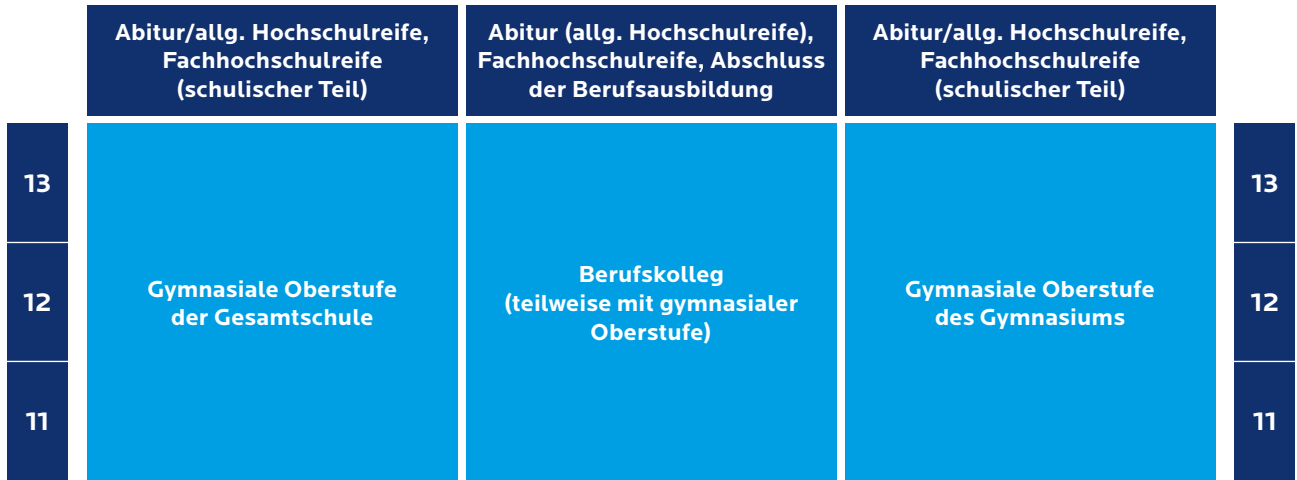 Abitur/allg. Hochschulreife,
Fachhochschulreife
(schulischer Teil)
Abitur (allg. Hochschulreife),
Fachhochschulreife, Abschluss
der Berufsausbildung
Abitur/allg. Hochschulreife,
Fachhochschulreife
(schulischer Teil)
13
12
11
Gymnasiale Oberstufe
der Gesamtschule
Berufskolleg
(teilweise mit gymnasialer
Oberstufe)
Gymnasiale Oberstufe
des Gymnasiums
13
12
11